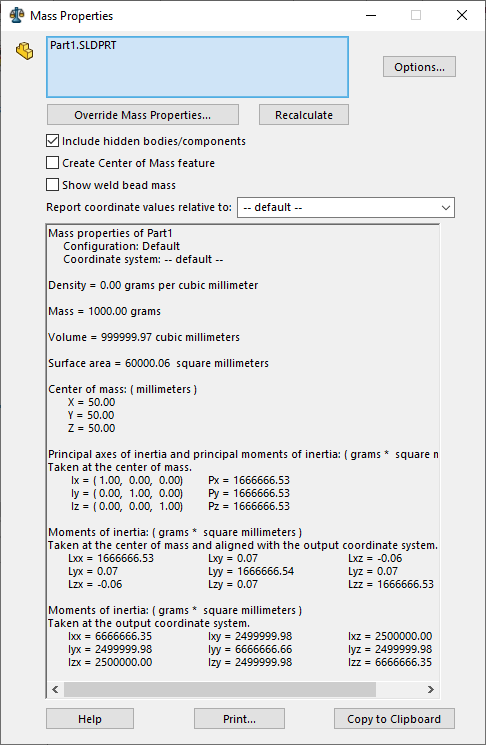 Mass Properties
Part1.SLDPRT
Options...
Override Mass Properties... Recalculate
Include hidden bodies/components
Create Center of Mass feature
Show weld bead mass
Report coordinate values relative to: -- default --
Mass properties of Part1
Configuration: Default
Coordinate system: -- default --
Density = 0.00 grams per cubic millimeter
Mass = 1000.00 grams
Volume = 999999.97 cubic millimeters
Surface area = 60000.06 square millimeters
Center of mass: ( millimeters )
X = 50.00
Y = 50.00
Z = 50.00
Principal axes of inertia and principal moments of inertia: ( grams * square m
Taken at the center of mass.
Ix = ( 1.00, 0.00, 0.00) Px = 1666666.53
Iy = ( 0.00, 1.00, 0.00) Py = 1666666.53
Iz = ( 0.00, 0.00, 1.00) Pz = 1666666.53
Moments of inertia: ( grams * square millimeters )
Taken at the center of mass and aligned with the output coordinate system.
Lxx = 1666666.53 Lxy = 0.07 Lxz = -0.06
Lyx = 0.07 Lyy = 1666666.54 Lyz = 0.07
Lzx = -0.06 Lzy = 0.07 Lzz = 1666666.53
Moments of inertia: ( grams * square millimeters )
Taken at the output coordinate system.
Ixx = 6666666.35 Ixy = 2499999.98 Ixz = 2500000.00
Iyx = 2499999.98 Iyy = 6666666.66 Iyz = 2499999.98
Izx = 2500000.00 Izy = 2499999.98 Izz = 6666666.35
Help Print... Copy to Clipboard